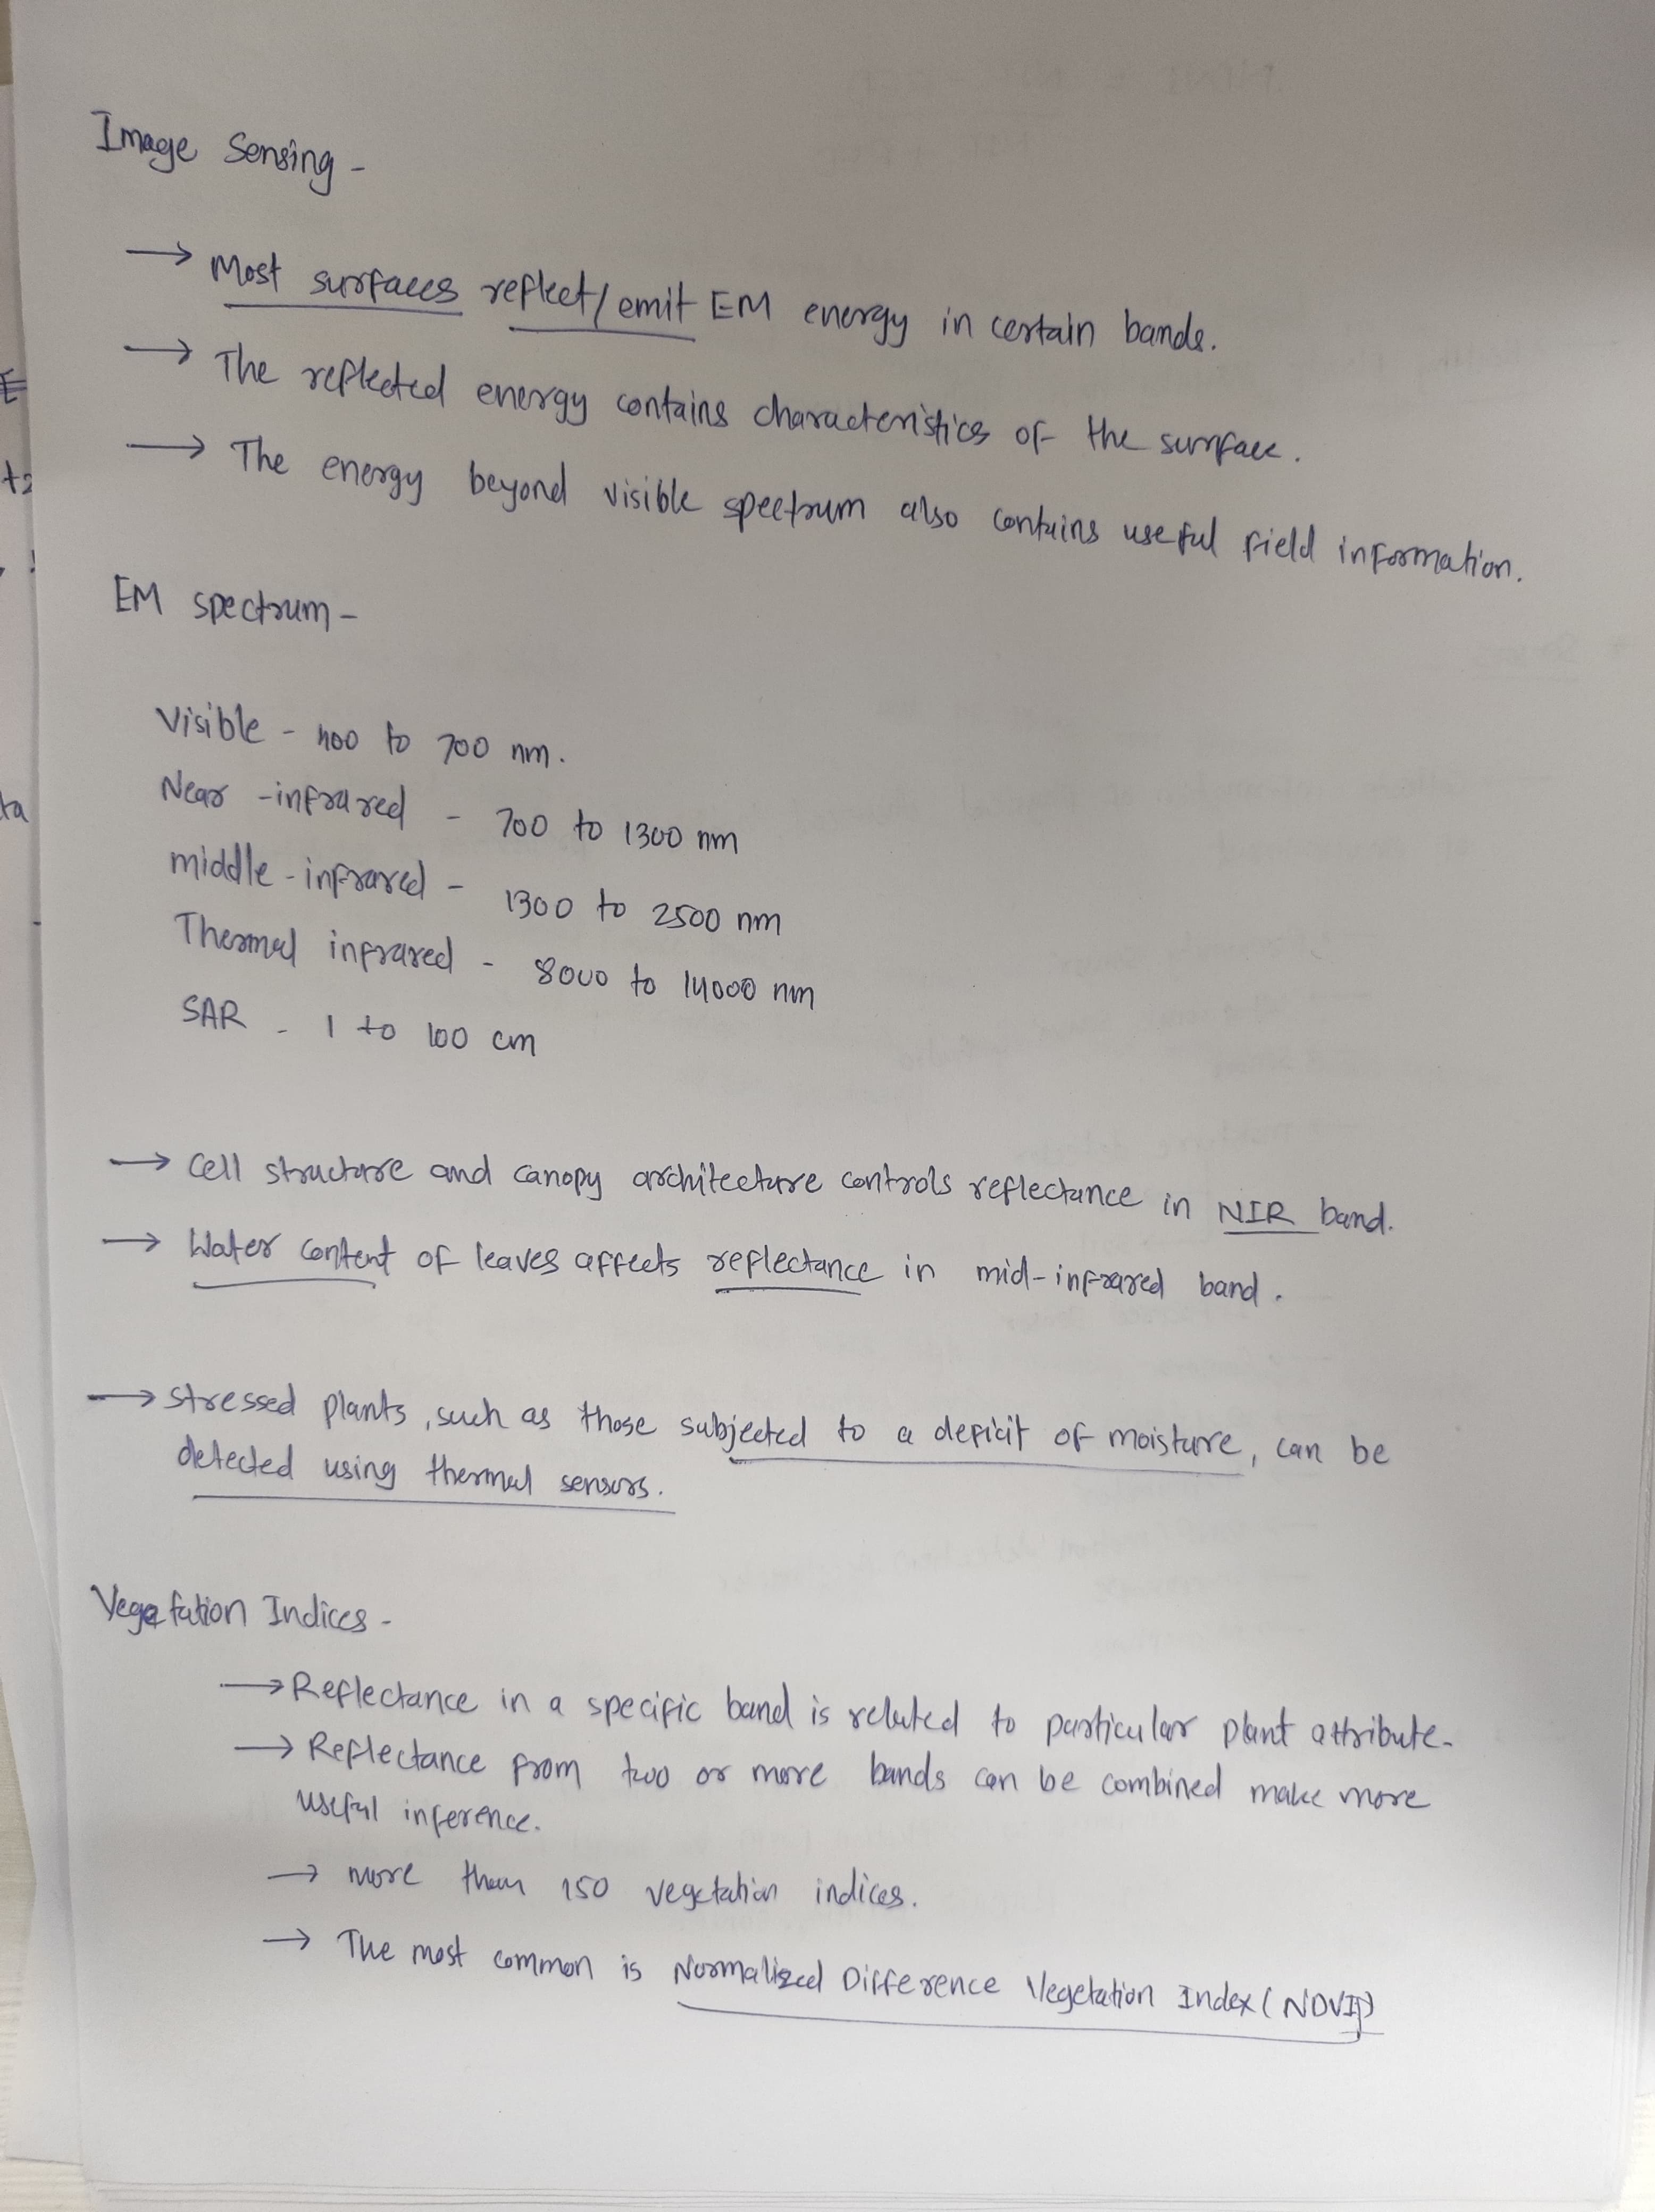 Image Sensing -
→ Most surfaces reflect/emit EM energy in certain bands.
→ The reflected energy contains characteristics of the surface.
→ The energy beyond visible spectrum also contains useful field information.
EM spectrum -
Visible - 400 to 700 nm.
Near -infrared - 700 to 1300 nm
middle -infrared - 1300 to 2500 nm
Thermal infrared - 8000 to 14000 nm
SAR - 1 to 100 cm
→ Cell structure and canopy architecture controls reflectance in NIR band.
→ Water content of leaves affects reflectance in mid-infrared band.
→ stressed plants, such as those subjected to a deficit of moisture, can be
detected using thermal sensors.
Vegetation Indices -
→ Reflectance in a specific band is related to particular plant attribute.
→ Reflectance from two or more bands can be combined make more
useful inference.
→ more than 150 vegetation indices.
→ The most common is Normalized Difference Vegetation Index (NDVI)